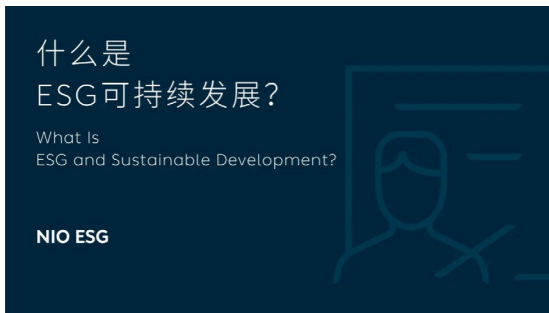 什么是
ESG可持续发展？
What Is
ESG and Sustainable Development?
NIO ESG